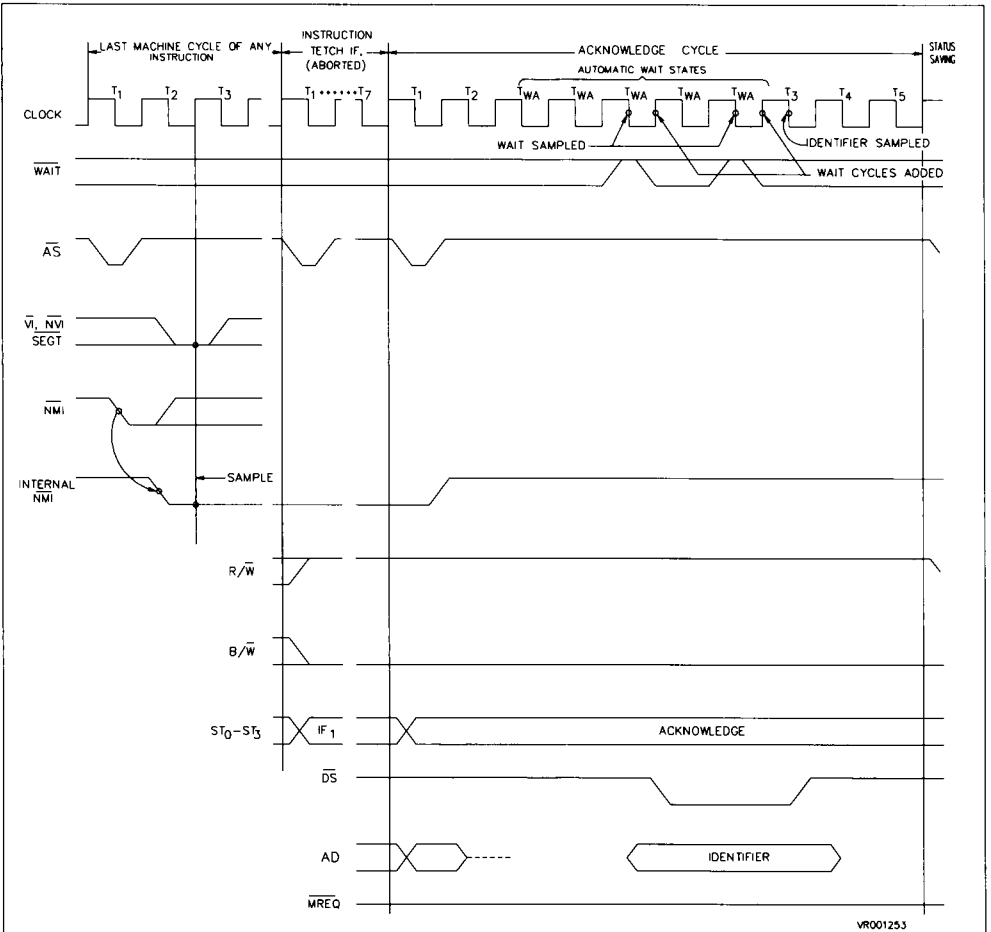 LAST MACHINE CYCLE OF ANY
INSTRUCTION
INSTRUCTION
TETCH IF,
(ABORTED)
ACKNOWLEDGE CYCLE
STATUS
SAVING
AUTOMATIC WAIT STATES
CLOCK
T1 T2 T3 T1 ······ T7 T1 T2 TWA TWA TWA TWA TWA T3 T4 T5
WAIT SAMPLED
IDENTIFIER SAMPLED
WAIT
WAIT CYCLES ADDED
AS
VI, NVI
SEGT
NMI
INTERNAL
NMI
SAMPLE
R/W
B/W
ST0-ST3
IF1
ACKNOWLEDGE
DS
AD
IDENTIFIER
MREQ
VR001253